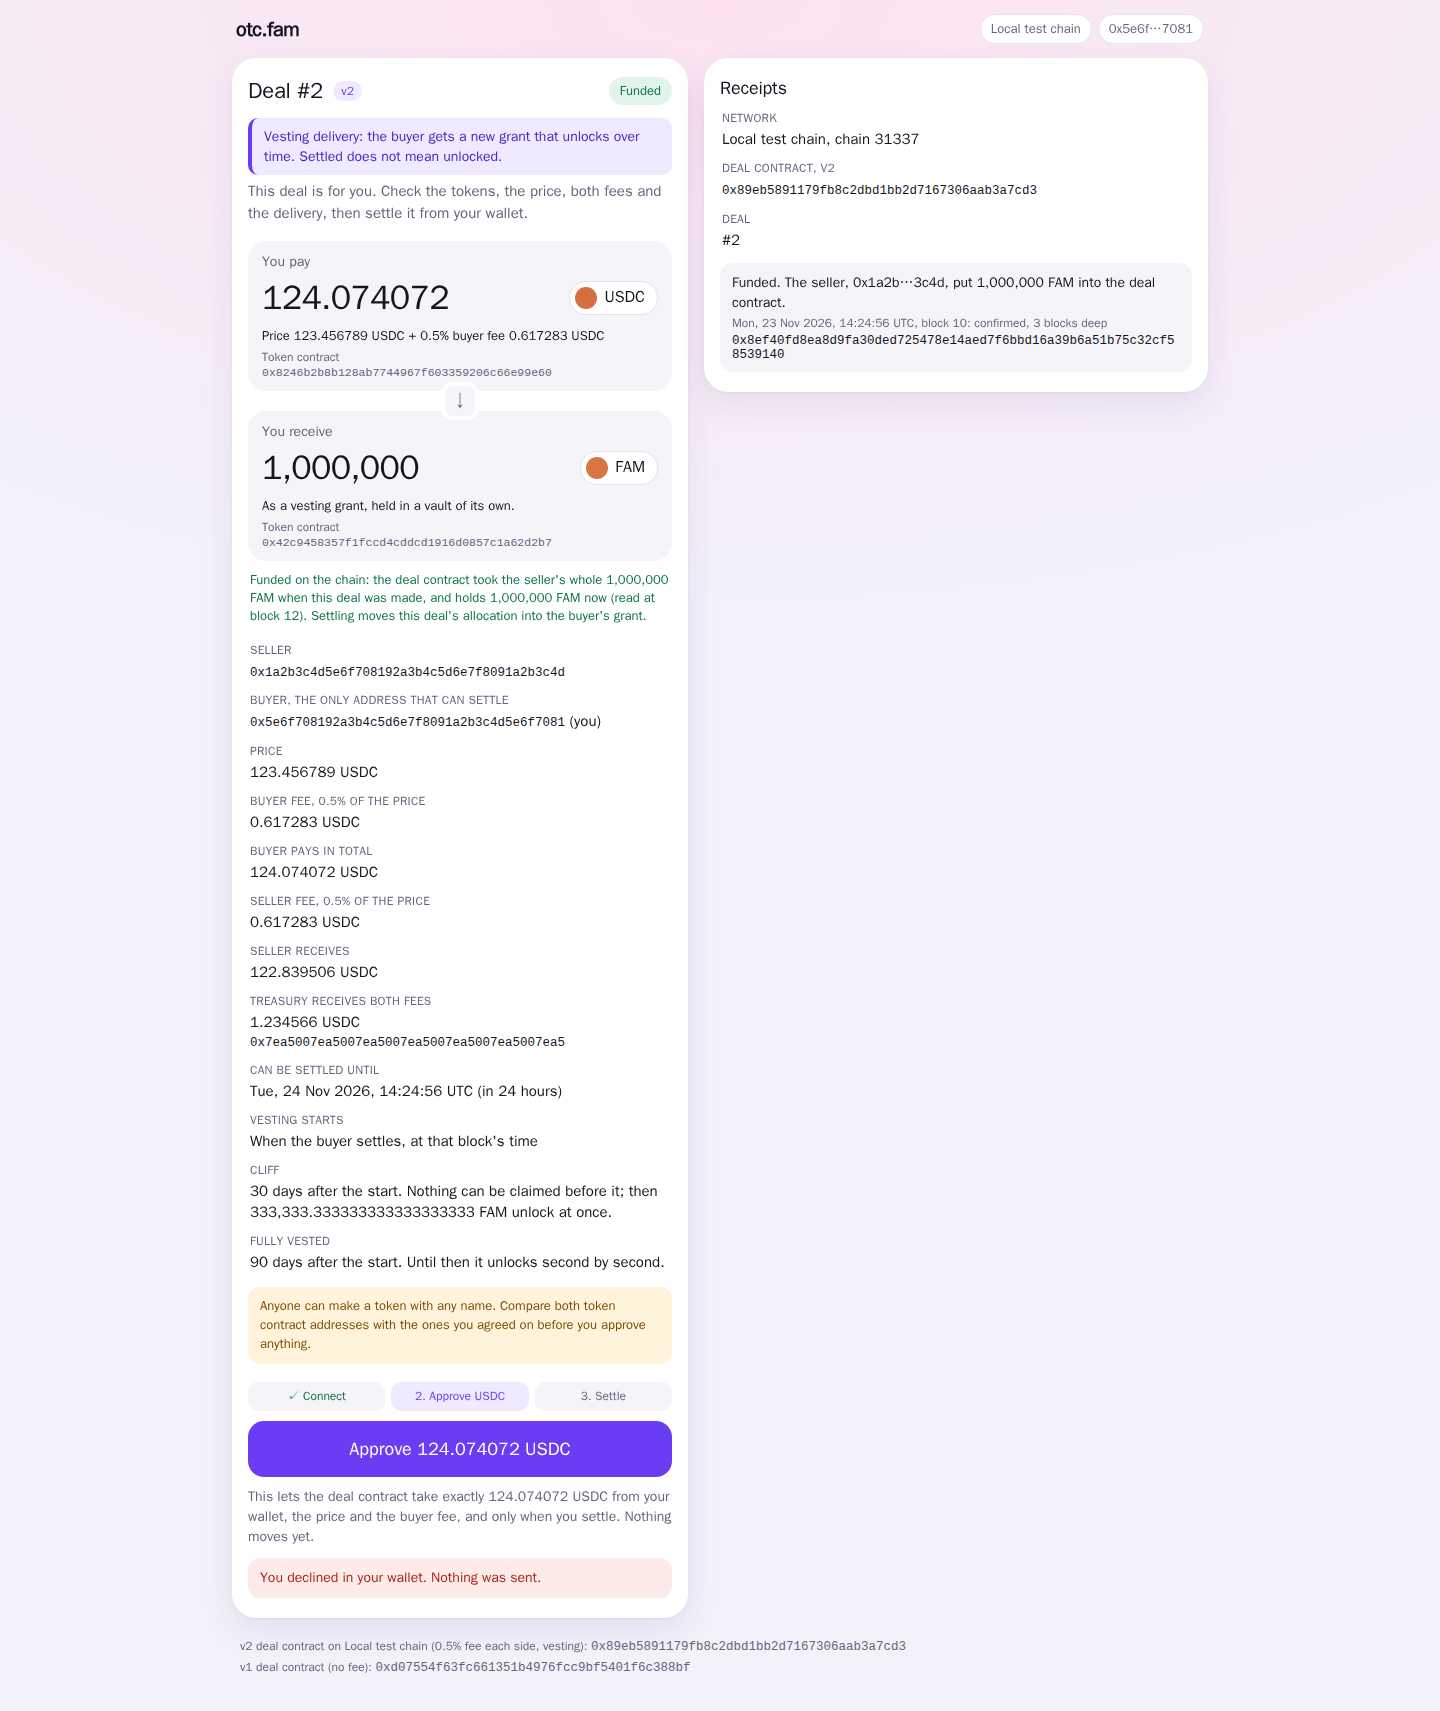 otc.fam
Local test chain
0x5e6f···7081
Deal #2
v2
Funded
Vesting delivery: the buyer gets a new grant that unlocks over
time. Settled does not mean unlocked.
This deal is for you. Check the tokens, the price, both fees and
the delivery, then settle it from your wallet.
You pay
124.074072
USDC
Price 123.456789 USDC + 0.5% buyer fee 0.617283 USDC
Token contract
0x8246b2b8b128ab7744967f603359206c66e99e60
↓
You receive
1,000,000
FAM
As a vesting grant, held in a vault of its own.
Token contract
0x42c9458357f1fccd4cddcd1916d0857c1a62d2b7
Funded on the chain: the deal contract took the seller's whole 1,000,000
FAM when this deal was made, and holds 1,000,000 FAM now (read at
block 12). Settling moves this deal's allocation into the buyer's grant.
SELLER
0x1a2b3c4d5e6f708192a3b4c5d6e7f8091a2b3c4d
BUYER, THE ONLY ADDRESS THAT CAN SETTLE
0x5e6f708192a3b4c5d6e7f8091a2b3c4d5e6f7081 (you)
PRICE
123.456789 USDC
BUYER FEE, 0.5% OF THE PRICE
0.617283 USDC
BUYER PAYS IN TOTAL
124.074072 USDC
SELLER FEE, 0.5% OF THE PRICE
0.617283 USDC
SELLER RECEIVES
122.839506 USDC
TREASURY RECEIVES BOTH FEES
1.234566 USDC
0x7ea5007ea5007ea5007ea5007ea5007ea5007ea5
CAN BE SETTLED UNTIL
Tue, 24 Nov 2026, 14:24:56 UTC (in 24 hours)
VESTING STARTS
When the buyer settles, at that block's time
CLIFF
30 days after the start. Nothing can be claimed before it; then
333,333.333333333333333333 FAM unlock at once.
FULLY VESTED
90 days after the start. Until then it unlocks second by second.
Anyone can make a token with any name. Compare both token
contract addresses with the ones you agreed on before you approve
anything.
✓ Connect
2. Approve USDC
3. Settle
Approve 124.074072 USDC
This lets the deal contract take exactly 124.074072 USDC from your
wallet, the price and the buyer fee, and only when you settle. Nothing
moves yet.
You declined in your wallet. Nothing was sent.
Receipts
NETWORK
Local test chain, chain 31337
DEAL CONTRACT, V2
0x89eb5891179fb8c2dbd1bb2d7167306aab3a7cd3
DEAL
#2
Funded. The seller, 0x1a2b···3c4d, put 1,000,000 FAM into the deal
contract.
Mon, 23 Nov 2026, 14:24:56 UTC, block 10: confirmed, 3 blocks deep
0x8ef40fd8ea8d9fa30ded725478e14aed7f6bbd16a39b6a51b75c32cf5
8539140
v2 deal contract on Local test chain (0.5% fee each side, vesting): 0x89eb5891179fb8c2dbd1bb2d7167306aab3a7cd3
v1 deal contract (no fee): 0xd07554f63fc661351b4976fcc9bf5401f6c388bf